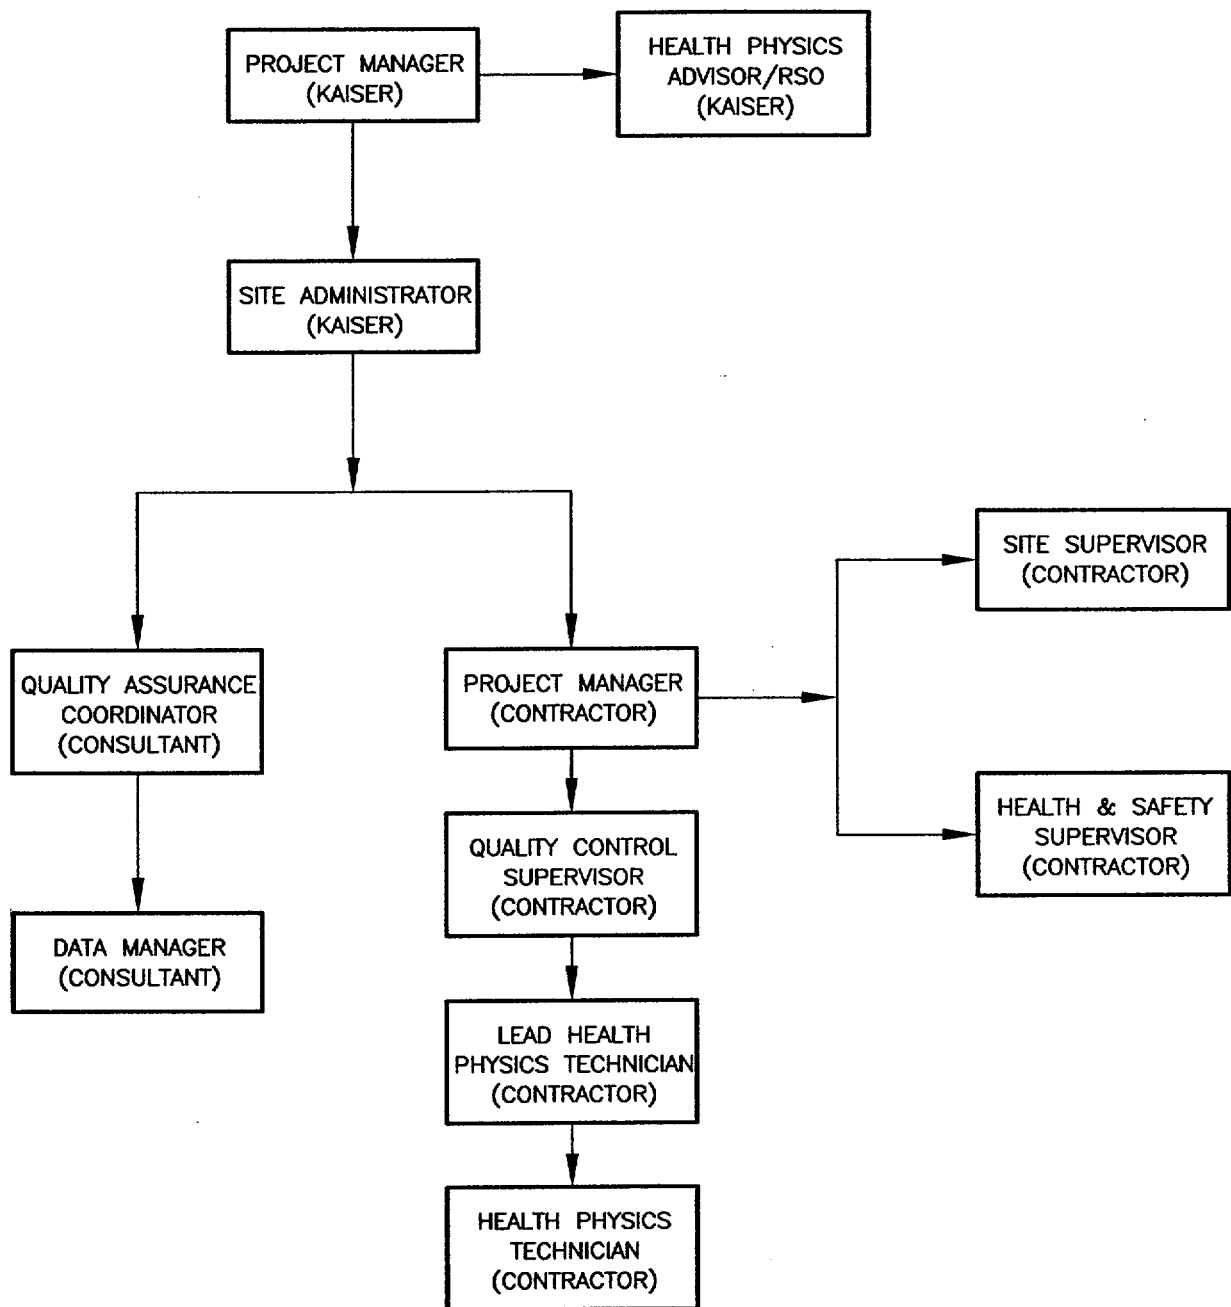 PROJECT MANAGER
(KAISER)
HEALTH PHYSICS
ADVISOR/RSO
(KAISER)
SITE ADMINISTRATOR
(KAISER)
SITE SUPERVISOR
(CONTRACTOR)
QUALITY ASSURANCE
COORDINATOR
(CONSULTANT)
PROJECT MANAGER
(CONTRACTOR)
HEALTH & SAFETY
SUPERVISOR
(CONTRACTOR)
QUALITY CONTROL
SUPERVISOR
(CONTRACTOR)
DATA MANAGER
(CONSULTANT)
LEAD HEALTH
PHYSICS TECHNICIAN
(CONTRACTOR)
HEALTH PHYSICS
TECHNICIAN
(CONTRACTOR)